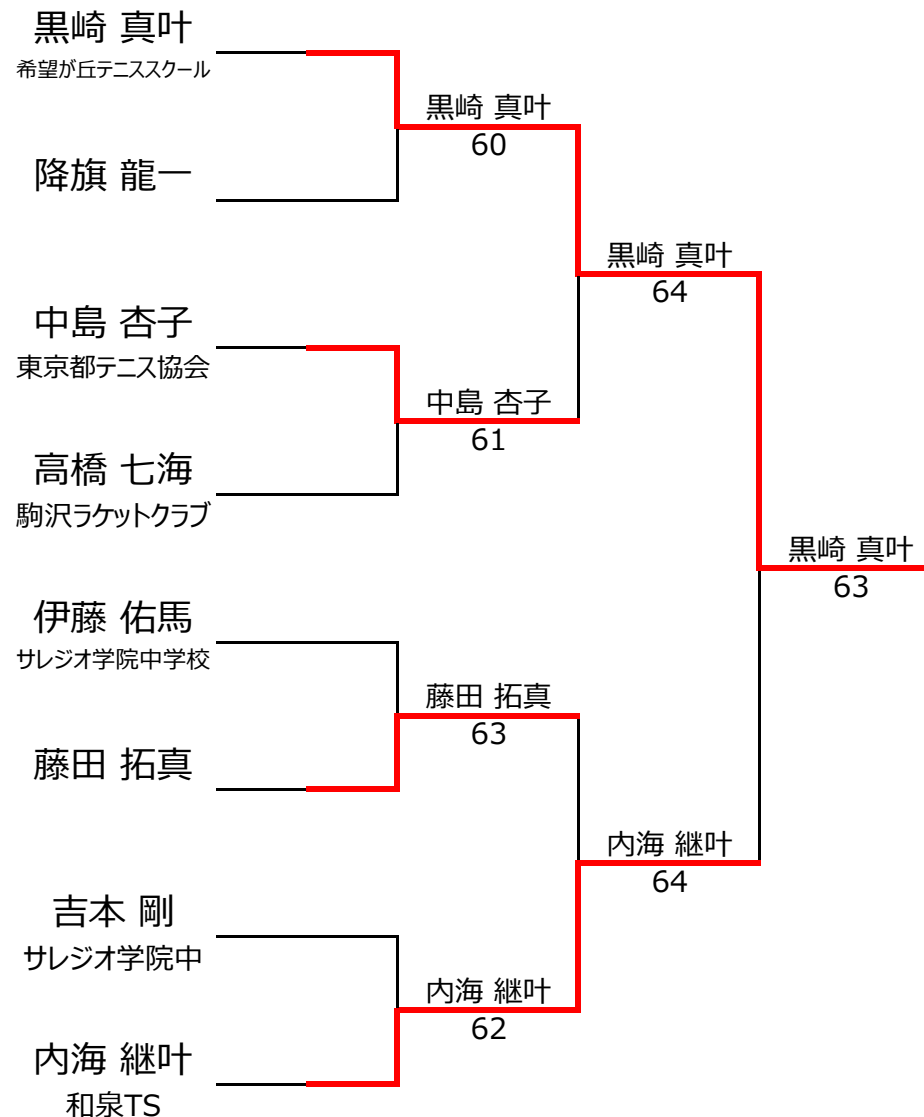 黒崎 真叶
希望が丘テニススクール
黒崎 真叶
60
降旗 龍一
黒崎 真叶
64
中島 杏子
東京都テニス協会
中島 杏子
61
高橋 七海
駒沢ラケットクラブ
黒崎 真叶
63
伊藤 佑馬
サレジオ学院中学校
藤田 拓真
63
藤田 拓真
内海 継叶
64
吉本 剛
サレジオ学院中
内海 継叶
62
内海 継叶
和泉TS